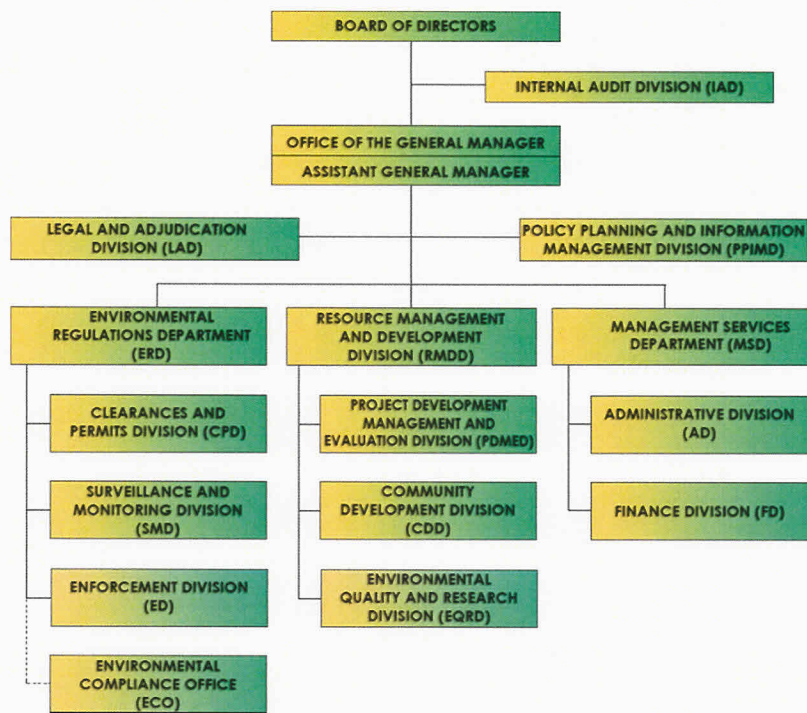 BOARD OF DIRECTORS
INTERNAL AUDIT DIVISION (IAD)
OFFICE OF THE GENERAL MANAGER
ASSISTANT GENERAL MANAGER
LEGAL AND ADJUDICATION
DIVISION (LAD)
POLICY PLANNING AND INFORMATION
MANAGEMENT DIVISION (PPIMD)
ENVIRONMENTAL
REGULATIONS DEPARTMENT
(ERD)
RESOURCE MANAGEMENT
AND DEVELOPMENT
DIVISION (RMDD)
MANAGEMENT SERVICES
DEPARTMENT (MSD)
CLEARANCES AND
PERMITS DIVISION (CPD)
PROJECT DEVELOPMENT
MANAGEMENT AND
EVALUATION DIVISION (PDMED)
ADMINISTRATIVE DIVISION
(AD)
SURVEILLANCE AND
MONITORING DIVISION
(SMD)
COMMUNITY
DEVELOPMENT DIVISION
(CDD)
FINANCE DIVISION (FD)
ENFORCEMENT DIVISION
(ED)
ENVIRONMENTAL
QUALITY AND RESEARCH
DIVISION (EQRD)
ENVIRONMENTAL
COMPLIANCE OFFICE
(ECO)